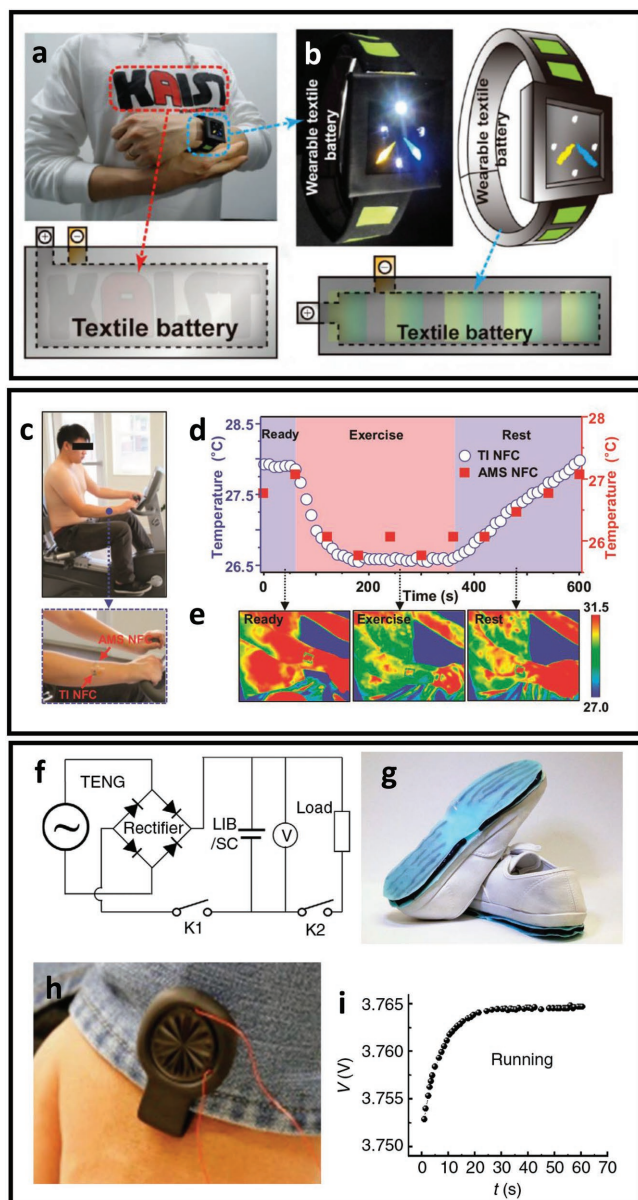 a
KAIST
b
Wearable textile
battery
Wearable textile
battery
+
−
KAIST
Textile battery
−
+
Textile battery
c
AMS NFC
TI NFC
d
Temperature (°C)
28.5
27.5
26.5
Ready
Exercise
Rest
TI NFC
AMS NFC
28
27
26
Temperature (°C)
0
200
400
600
Time (s)
e
Ready
Exercise
Rest
31.5
27.0
f
TENG
Rectifier
LIB
/SC
V
Load
K1
K2
g
h
i
V (V)
3.765
3.760
3.755
3.750
Running
0
10
20
30
40
50
60
70
t (s)